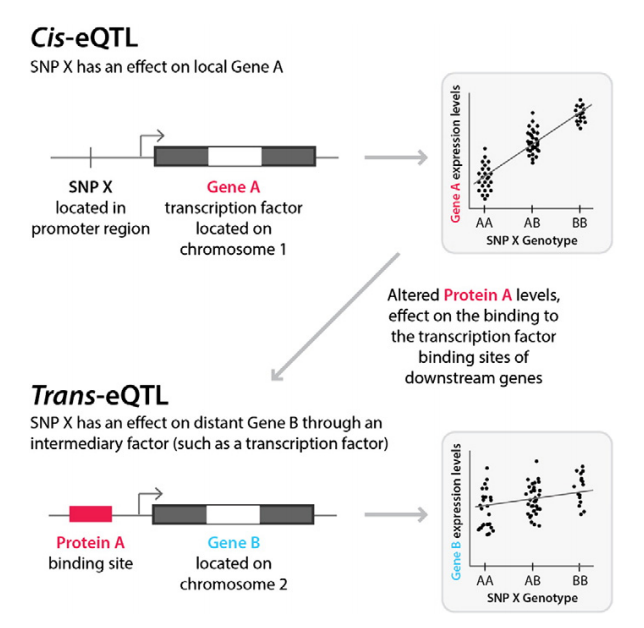 Cis-eQTL
SNP X has an effect on local Gene A
SNP X
located in
promoter region
Gene A
transcription factor
located on
chromosome 1
Gene A expression levels
AA AB BB
SNP X Genotype
Altered Protein A levels,
effect on the binding to
the transcription factor
binding sites of
downstream genes
Trans-eQTL
SNP X has an effect on distant Gene B through an
intermediary factor (such as a transcription factor)
Protein A
binding site
Gene B
located on
chromosome 2
Gene B expression levels
AA AB BB
SNP X Genotype